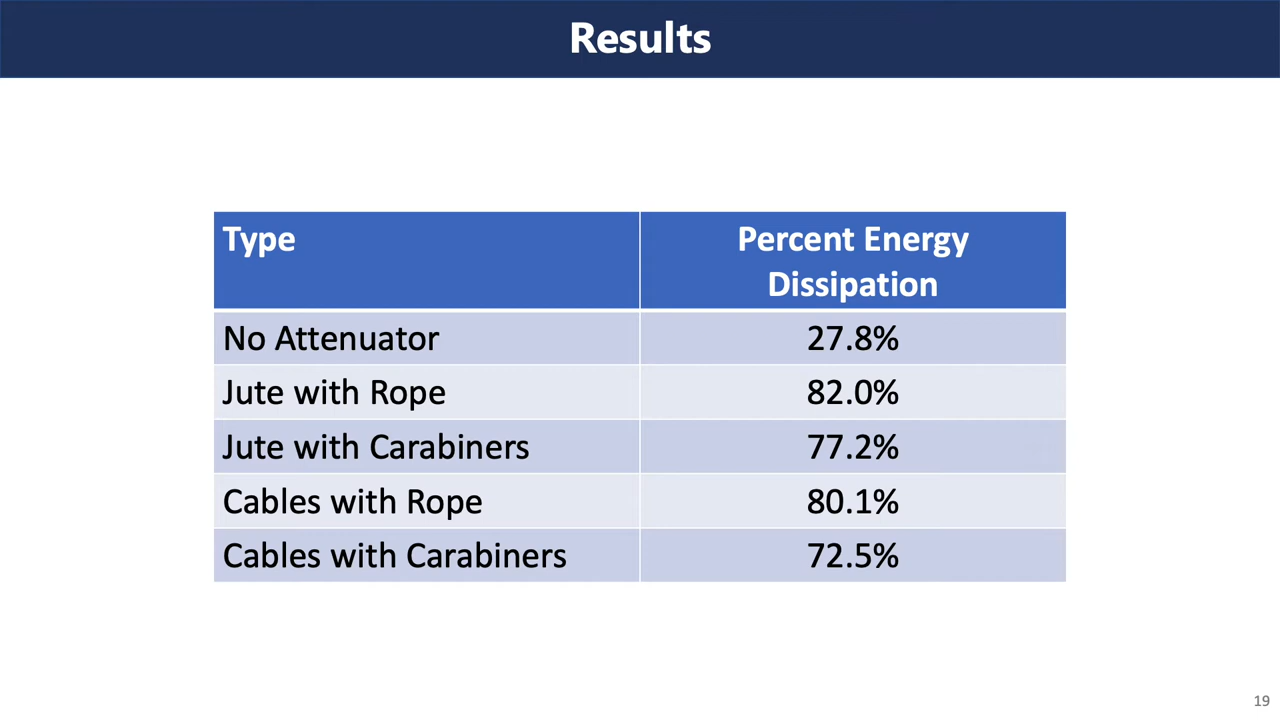 Results
Type
Percent Energy
Dissipation
No Attenuator 27.8%
Jute with Rope 82.0%
Jute with Carabiners 77.2%
Cables with Rope 80.1%
Cables with Carabiners 72.5%
19